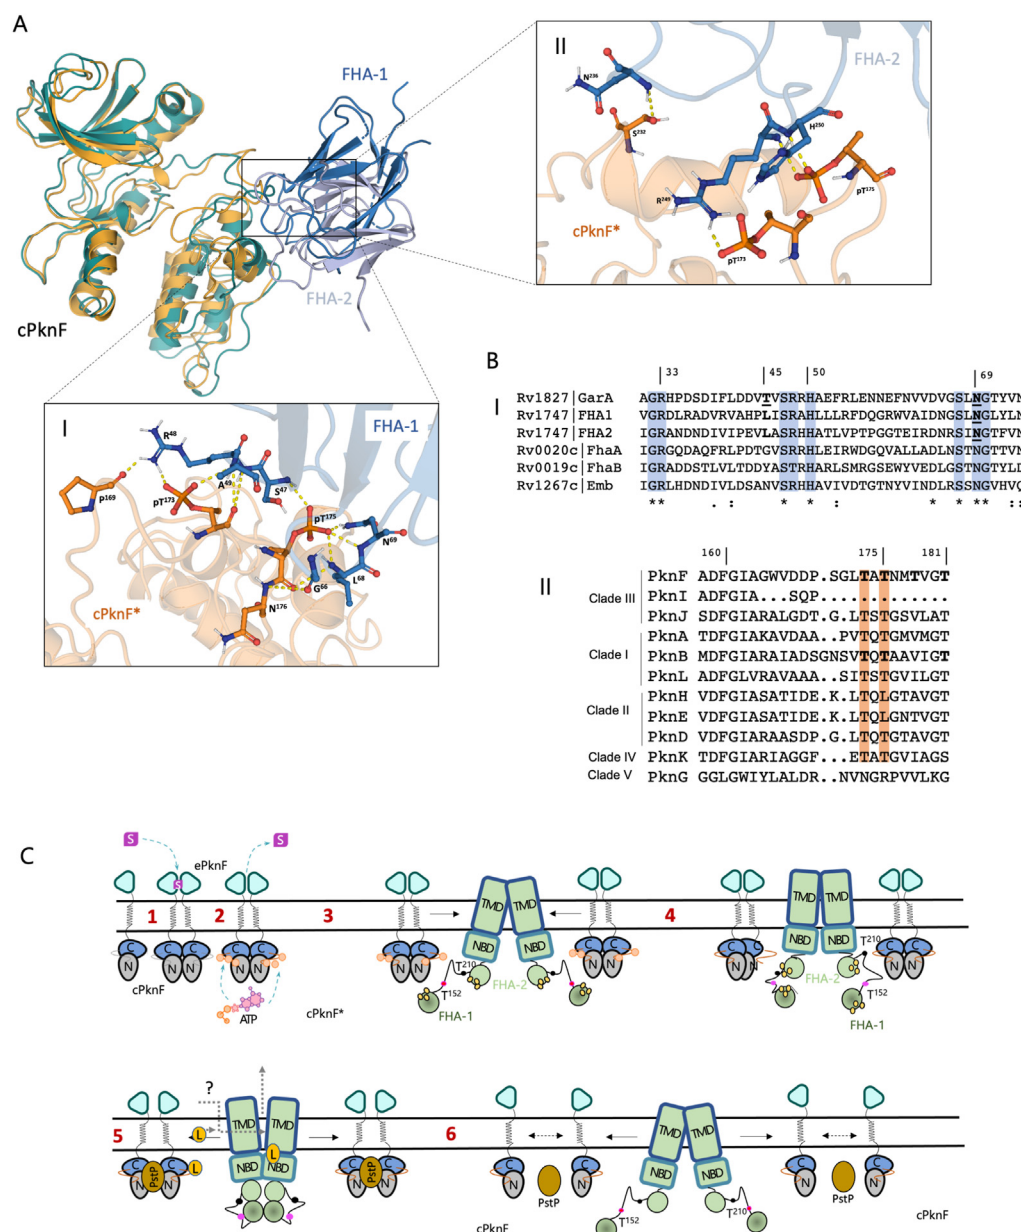 A
FHA-1
cPknF
FHA-2
II
FHA-2
N236
S232
H250
R249
pT175
pT173
cPknF*
I
FHA-1
R48
P169
pT173
A49
S47
pT175
N69
L68
G66
N176
cPknF*
B
I
33 45 50 69
Rv1827|GarA AGRHPDSDIFLDDVTVSRRHAEFRLENNEFNVVDVGSLNGTYVN
Rv1747|FHA1 VGRDLRADVRVAHPLISRAHLLLRFDQGRWVAIDNGSLNGTYVN
Rv1747|FHA2 IGRANDNDIVIPEVLASRHHATLVPTPGGTEIRDNRSINGTFVN
Rv0020c|FhaA GRGQDAQFRLPDTGVSRRHLEIRWDGQVALLADLNSTNGTTVN
Rv0019c|FhaB IGRADDSTLVLTDDYASTRHARLSMRGSEWYVEDLGSTNGTYLD
Rv1267c|Emb IGRLHDNDIVLDSANVSRHHAVIVDTGTNYVINDLRSSNGVHVQ
** . : * * * : * * ** ::
II
160 175 181
PknF ADFGIAGWVDDP.SGLTATNMTVGT
Clade III
PknI ADFGIA...SQP.............
PknJ SDFARALGDT.G.LTSTGSVLAT
Clade I
PknA TDFGIAKAVDAA..PVTQTGMVMGT
PknB MDFGIARAIADSGNSVTQTAAVIGT
PknL ADFGLVRAVAAA..SITSTGVILGT
Clade II
PknH VDFGIASATIDE.K.LTQLGTAVGT
PknE VDFGIASATIDE.K.LTQLGNTVGT
PknD VDFGIARAASDP.G.LTQTGTAVGT
Clade IV PknK TDFGIARIAGGF...ETATGVIAGS
Clade V PknG GGLGWIYLALDR..NVNGRPVVLKG
C
S
S
S
ePknF
1 2 3 4
TMD TMD
TMD TMD
NBD NBD
NBD NBD
C C C C C C C C C C
N N N N N N N N N N
cPknF
ATP
cPknF*
T210
FHA-2
T152
FHA-1
T210
FHA-2
T152
FHA-1
?
5 6
L
TMD TMD
TMD TMD
C C
PstP
N N
L
L
NBD NBD
C C
PstP
N N
C C
N N
PstP
NBD NBD
T152
T210
C C
N N
PstP
cPknF
cPknF